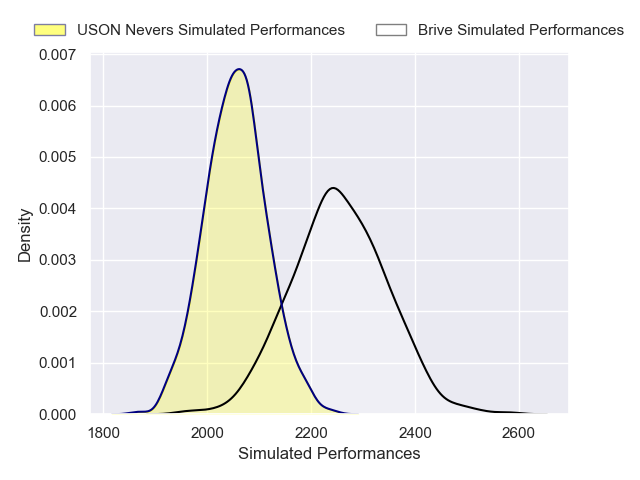 USON Nevers Simulated Performances Brive Simulated Performances
0.007
0.006
0.005
0.004
0.003
0.002
0.001
0.000
Density
1800 2000 2200 2400 2600
Simulated Performances